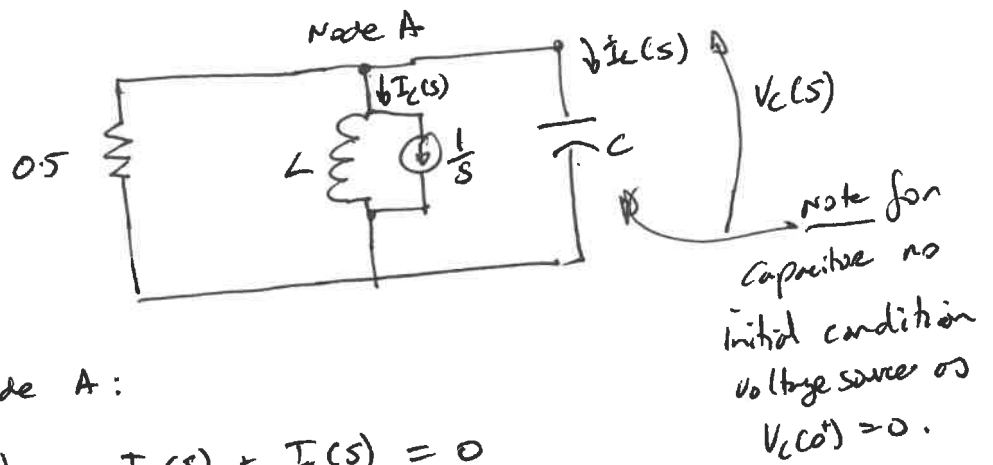 Node A
↓ I_L(s)
↓ I_c(s)
V_c(s)
0.5
L
1/s
C
Note for
Capacitor no
initial condition
voltage source as
V_c(0⁺) = 0.
de A:
I_L(s) + I_c(s) = 0